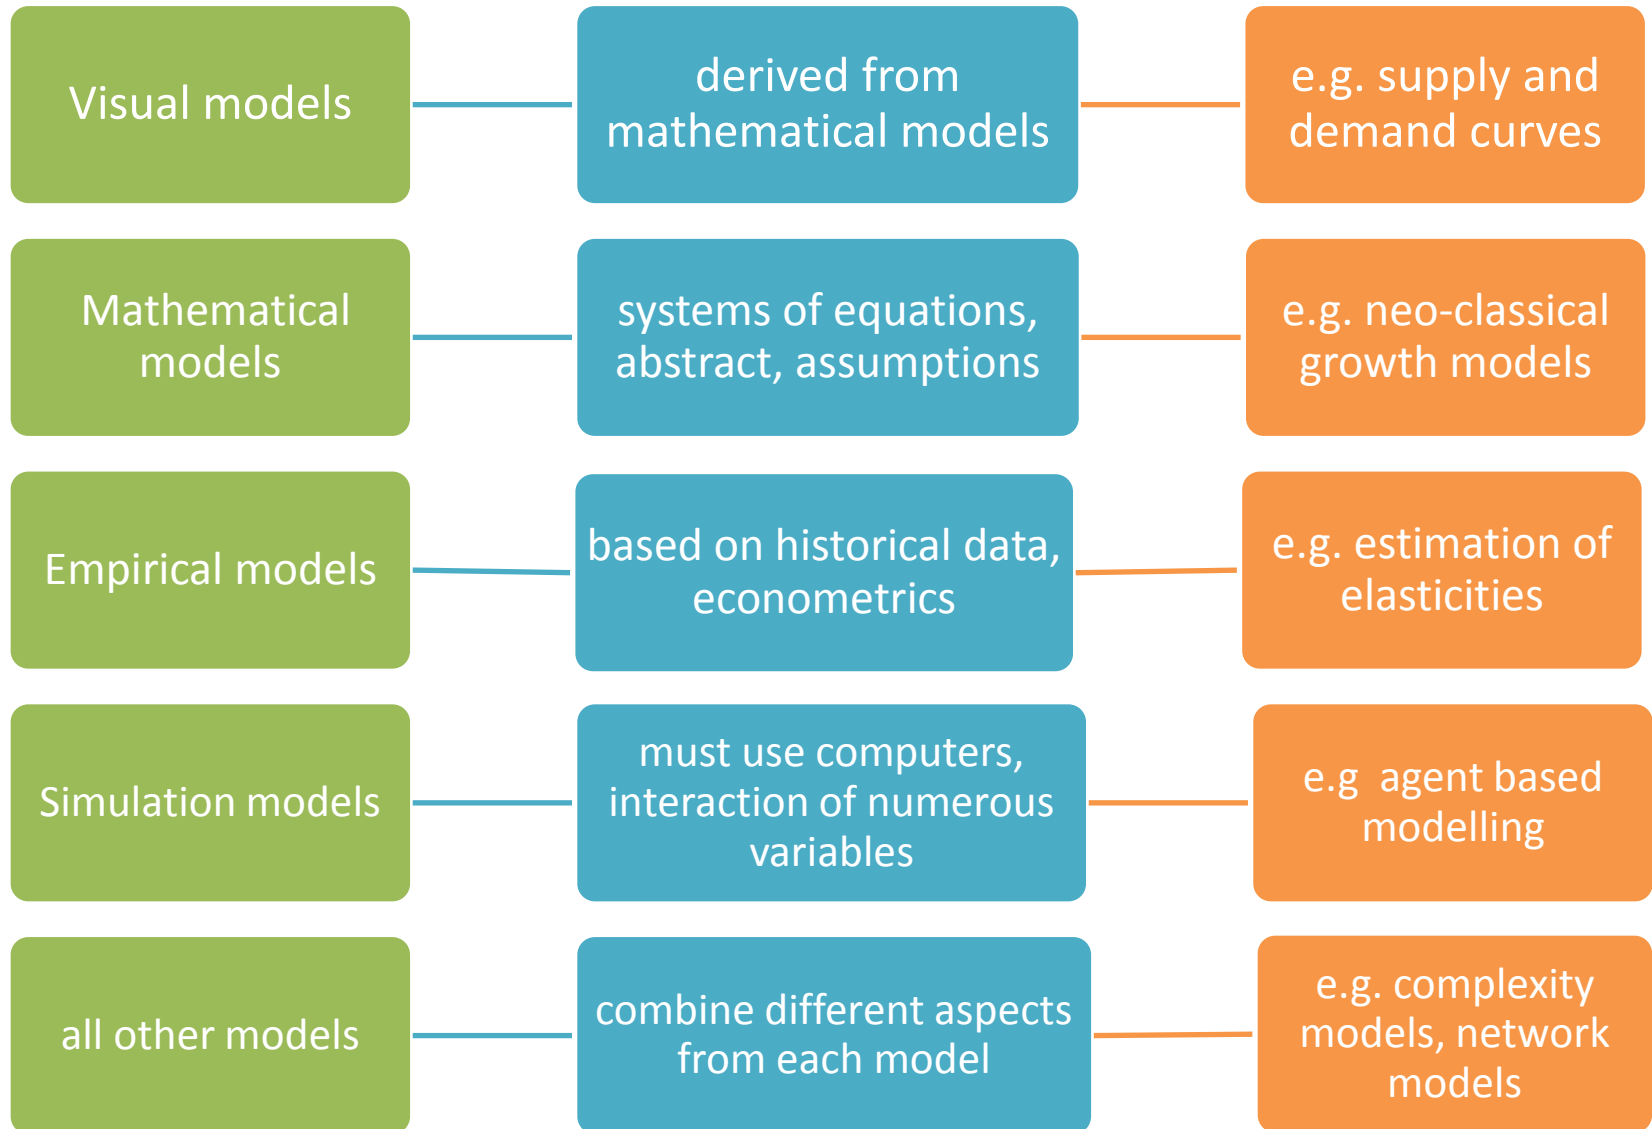 Visual models
derived from
mathematical models
e.g. supply and
demand curves
Mathematical
models
systems of equations,
abstract, assumptions
e.g. neo-classical
growth models
Empirical models
based on historical data,
econometrics
e.g. estimation of
elasticities
Simulation models
must use computers,
interaction of numerous
variables
e.g  agent based
modelling
all other models
combine different aspects
from each model
e.g. complexity
models, network
models